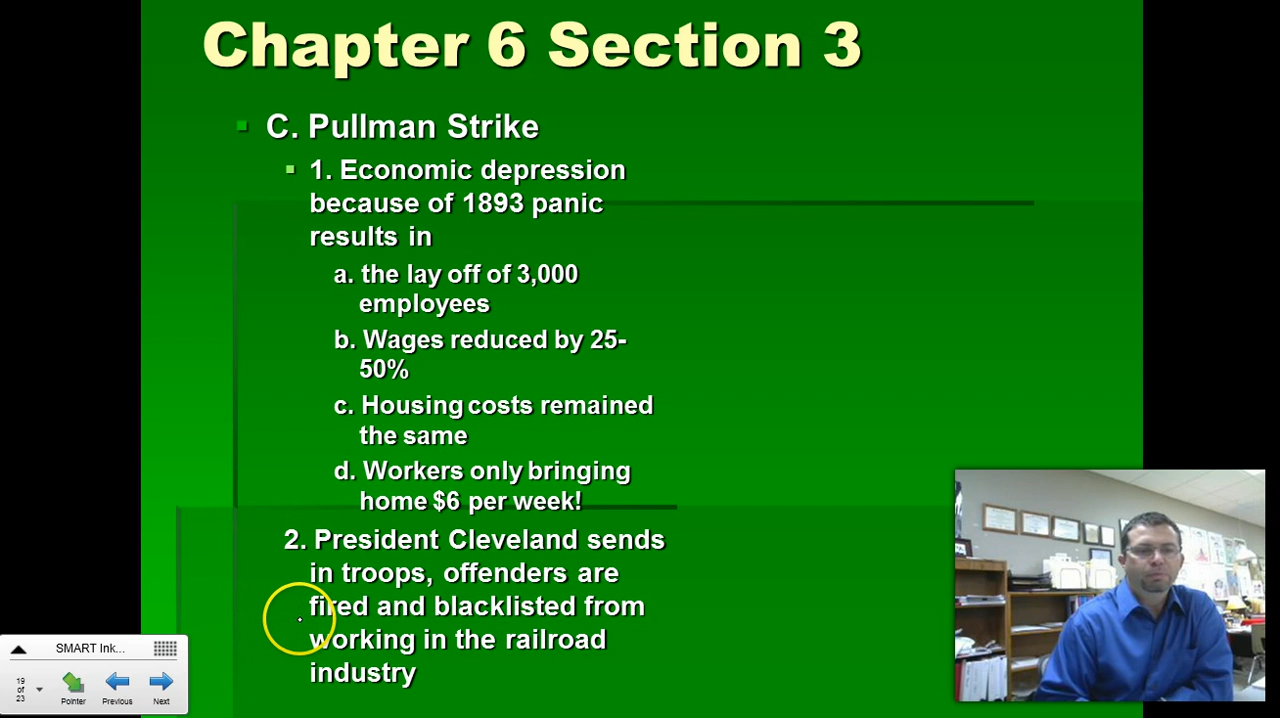 Chapter 6 Section 3
C. Pullman Strike
1. Economic depression
because of 1893 panic
results in
a. the lay off of 3,000
employees
b. Wages reduced by 25-
50%
c. Housing costs remained
the same
d. Workers only bringing
home $6 per week!
2. President Cleveland sends
in troops, offenders are
fired and blacklisted from
working in the railroad
industry
SMART Ink...
19
of
23
Pointer
Previous
Next